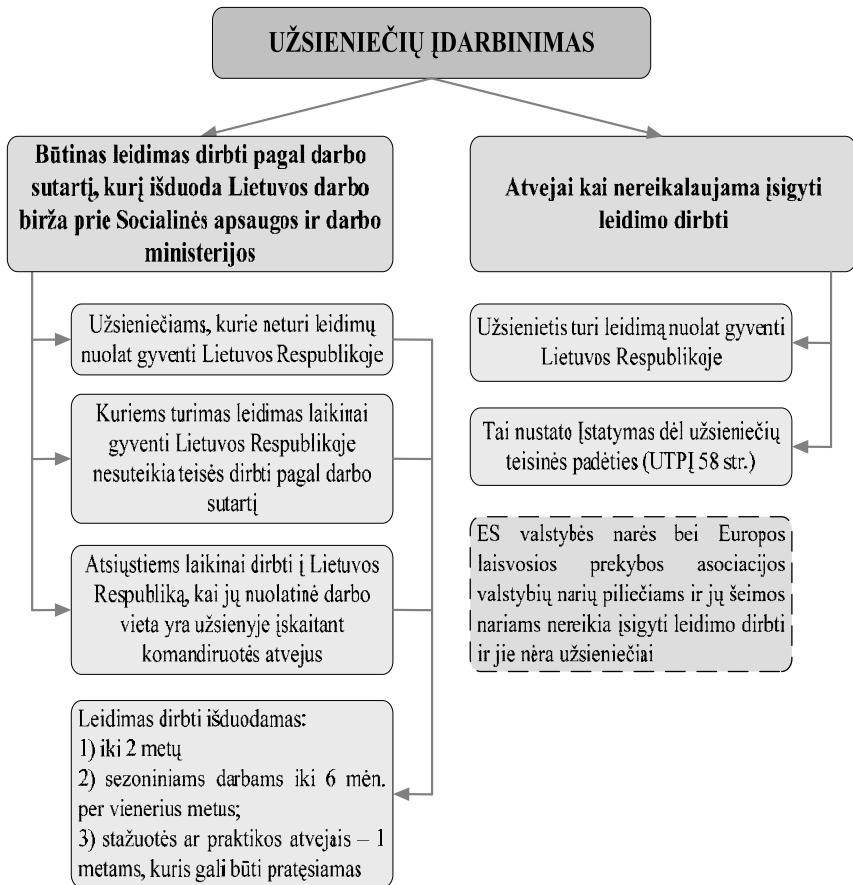 UŽSIENIEČIŲ ĮDARBINIMAS
Būtinas leidimas dirbti pagal darbo
sutartį, kurį išduoda Lietuvos darbo
birža prie Socialinės apsaugos ir darbo
ministerijos
Užsieniečiams, kurie neturi leidimų
nuolat gyventi Lietuvos Respublikoje
Kuriems turimas leidimas laikinai
gyventi Lietuvos Respublikoje
nesuteikia teisės dirbti pagal darbo
sutartį
Atsiųstiems laikinai dirbti į Lietuvos
Respubliką, kai jų nuolatinė darbo
vieta yra užsienyje įskaitant
komandiruotės atvejus
Leidimas dirbti išduodamas:
1) iki 2 metų
2) sezoniniams darbams iki 6 mėn.
per vienerius metus;
3) stažuotės ar praktikos atvejais – 1
metams, kuris gali būti pratęsiamas
Atvejai kai nereikalaujama įsigyti
leidimo dirbti
Užsienietis turi leidimą nuolat gyventi
Lietuvos Respublikoje
Tai nustato Įstatymas dėl užsieniečių
teisinės padėties (UTPĮ 58 str.)
ES valstybės narės bei Europos
laisvosios prekybos asociacijos
valstybių narių piliečiams ir jų šeimos
nariams nereikia įsigyti leidimo dirbti
ir jie nėra užsieniečiai